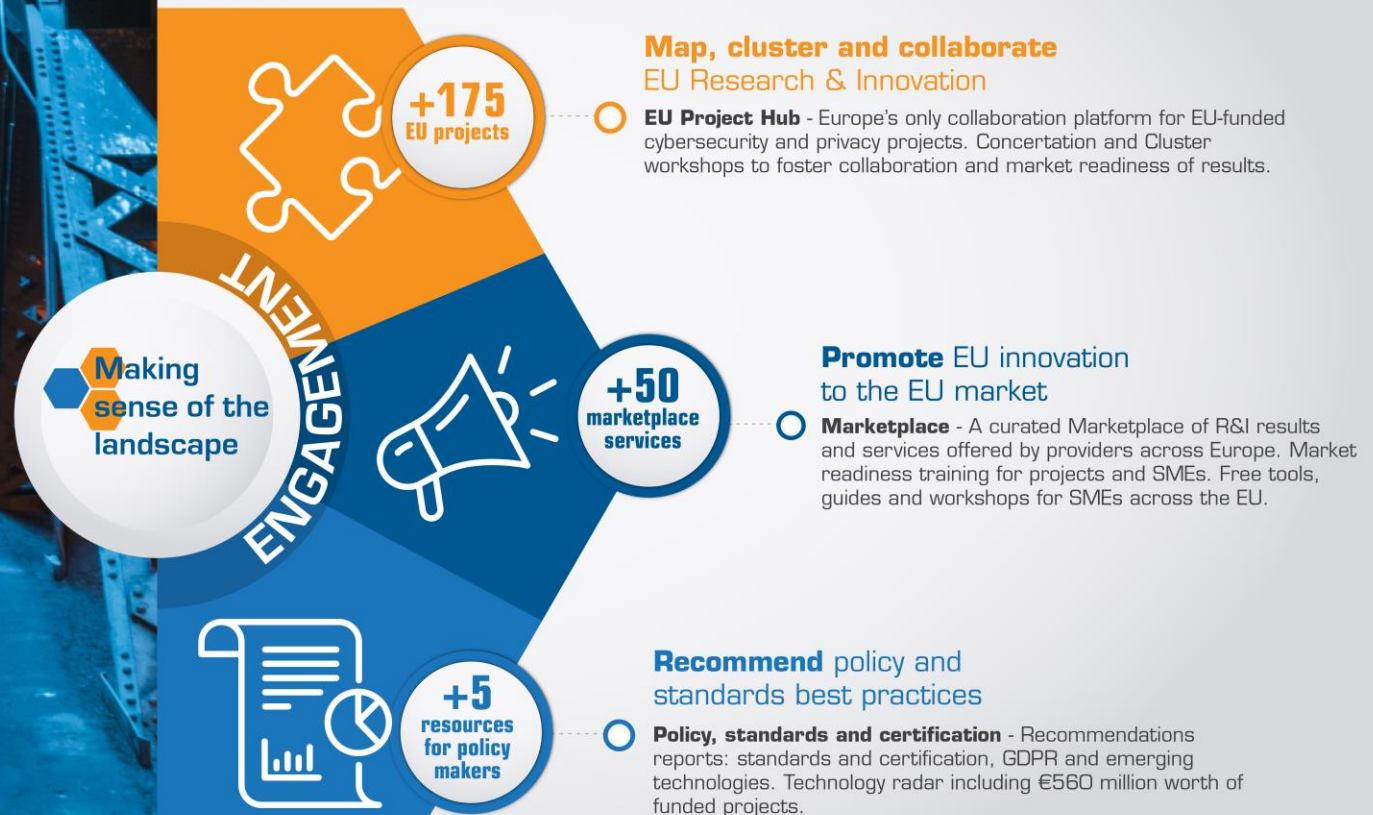 +175
EU projects
Map, cluster and collaborate
EU Research & Innovation
EU Project Hub - Europe's only collaboration platform for EU-funded
cybersecurity and privacy projects. Concertation and Cluster
workshops to foster collaboration and market readiness of results.
Making
sense of the
landscape
ENGAGEMENT
+50
marketplace
services
Promote EU innovation
to the EU market
Marketplace - A curated Marketplace of R&I results
and services offered by providers across Europe. Market
readiness training for projects and SMEs. Free tools,
guides and workshops for SMEs across the EU.
+5
resources
for policy
makers
Recommend policy and
standards best practices
Policy, standards and certification - Recommendations
reports: standards and certification, GDPR and emerging
technologies. Technology radar including €560 million worth of
funded projects.